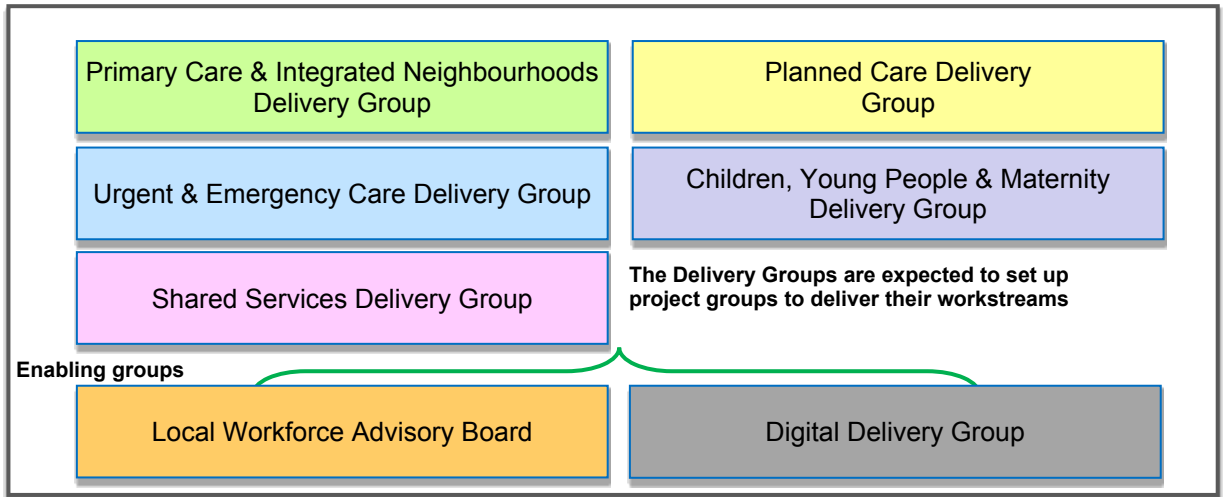 Primary Care & Integrated Neighbourhoods
Delivery Group
Planned Care Delivery
Group
Urgent & Emergency Care Delivery Group
Children, Young People & Maternity
Delivery Group
Shared Services Delivery Group
The Delivery Groups are expected to set up
project groups to deliver their workstreams
Enabling groups
Local Workforce Advisory Board
Digital Delivery Group